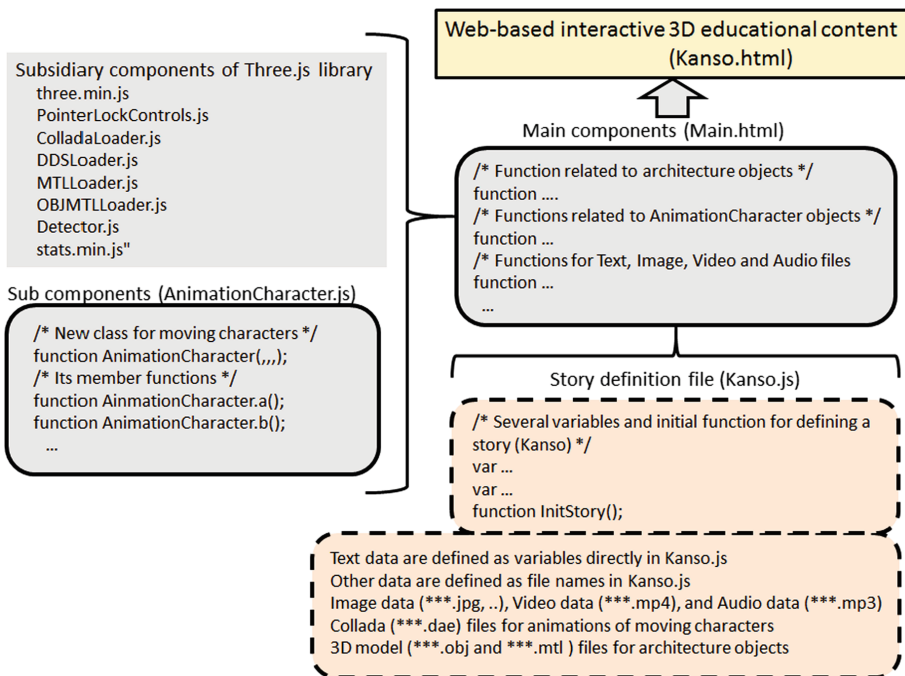 Web-based interactive 3D educational content
(Kanso.html)
Subsidiary components of Three.js library
three.min.js
PointerLockControls.js
ColladaLoader.js
DDSLoader.js
MTLLoader.js
OBJMTLLoader.js
Detector.js
stats.min.js"
Sub components (AnimationCharacter.js)
/* New class for moving characters */
function AnimationCharacter(,,,);
/* Its member functions */
function AinmationCharacter.a();
function AnimationCharacter.b();
...
Main components (Main.html)
/* Function related to architecture objects */
function ....
/* Functions related to AnimationCharacter objects */
function ...
/* Functions for Text, Image, Video and Audio files
function ...
...
Story definition file (Kanso.js)
/* Several variables and initial function for defining a
story (Kanso) */
var ...
var ...
function InitStory();
Text data are defined as variables directly in Kanso.js
Other data are defined as file names in Kanso.js
Image data (***.jpg, ..), Video data (***.mp4), and Audio data (***.mp3)
Collada (***.dae) files for animations of moving characters
3D model (***.obj and ***.mtl ) files for architecture objects